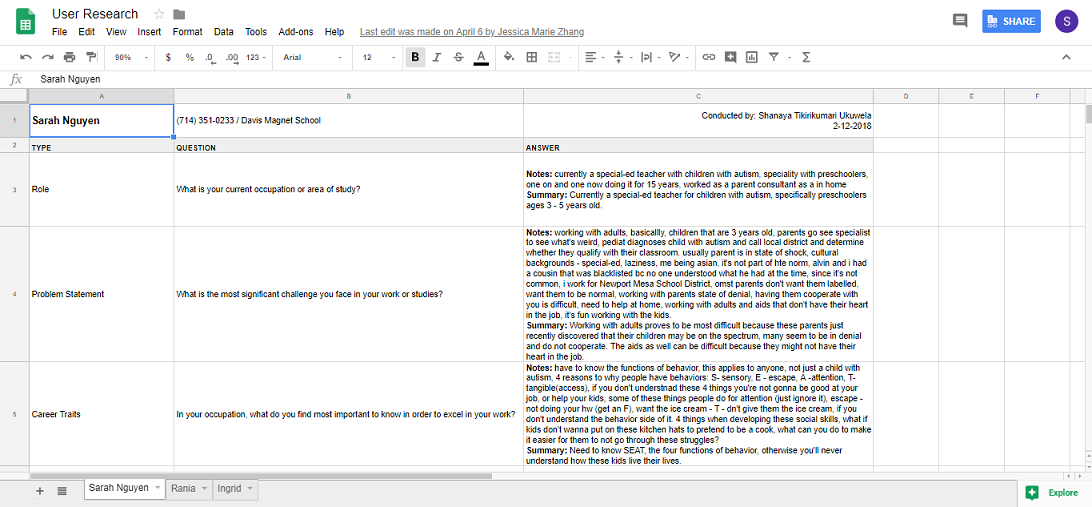 User Research
File Edit View Insert Format Data Tools Add-ons Help Last edit was made on April 6 by Jessica Marie Zhang
SHARE
S
90% $ % .0 .00 123 Arial 12 B I S A
fx Sarah Nguyen
A B C D E F
1 Sarah Nguyen (714) 351-0233 / Davis Magnet School Conducted by: Shanaya Tikirikumari Ukuwela
2-12-2018
2 TYPE QUESTION ANSWER
3 Role What is your current occupation or area of study?
Notes: currently a special-ed teacher with children with autism, speciality with preschoolers,
one on and one now doing it for 15 years, worked as a parent consultant as a in home
Summary: Currently a special-ed teacher for children with autism, specifically preschoolers
ages 3 - 5 years old.
4 Problem Statement What is the most significant challenge you face in your work or studies?
Notes: working with adults, basicallly, children that are 3 years old, parents go see specialist
to see what's weird, pediat diagnoses child with autism and call local district and determine
whether they qualify with their classroom. usually parent is in state of shock, cultural
backgrounds - special-ed, laziness, me being asian, it's not part of hte norm, alvin and i had
a cousin that was blacklisted bc no one understood what he had at the time, since it's not
common, i work for Newport Mesa School District, omst parents don't want them labelled,
want them to be normal, working with parents state of denial, having them cooperate with
you is difficult, need to help at home, working with adults and aids that don't have their heart
in the job, it's fun working with the kids.
Summary: Working with adults proves to be most difficult because these parents just
recently discovered that their children may be on the spectrum, many seem to be in denial
and do not cooperate. The aids as well can be difficult because they might not have their
heart in the job.
5 Career Traits In your occupation, what do you find most important to know in order to excel in your work?
Notes: have to know the functions of behavior, this applies to anyone, not just a child with
autism, 4 reasons to why people have behaviors: S- sensory, E - escape, A -attention, T-
tangible(access), if you don't understnad these 4 things you're not gonna be good at your
job, or help your kids, some of these things people do for attention (just ignore it), escape -
not doing your hw (get an F), want the ice cream - T - dn't give them the ice cream, if you
don't understand the behavior side of it. 4 things when developing these social skills, what if
kids don't wanna put on these kitchen hats to pretend to be a cook, what can you do to make
it easier for them to not go through these struggles?
Summary: Need to know SEAT, the four functions of behavior, otherwise you'll never
understand how these kids live their lives.
Sarah Nguyen Rania Ingrid Explore